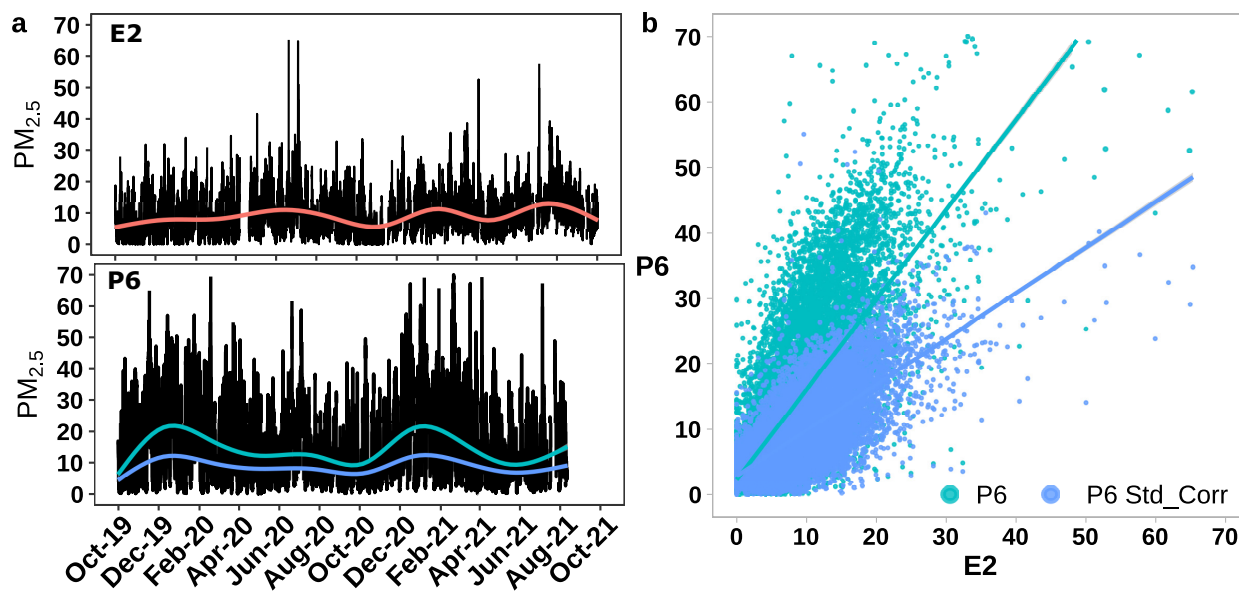 a
E2
PM2.5
70
60
50
40
30
20
10
0
P6
PM2.5
70
60
50
40
30
20
10
0
Oct-19
Dec-19
Feb-20
Apr-20
Jun-20
Aug-20
Oct-20
Dec-20
Feb-21
Apr-21
Jun-21
Aug-21
Oct-21
b
P6
70
60
50
40
30
20
10
0
P6
P6 Std_Corr
0 10 20 30 40 50 60 70
E2